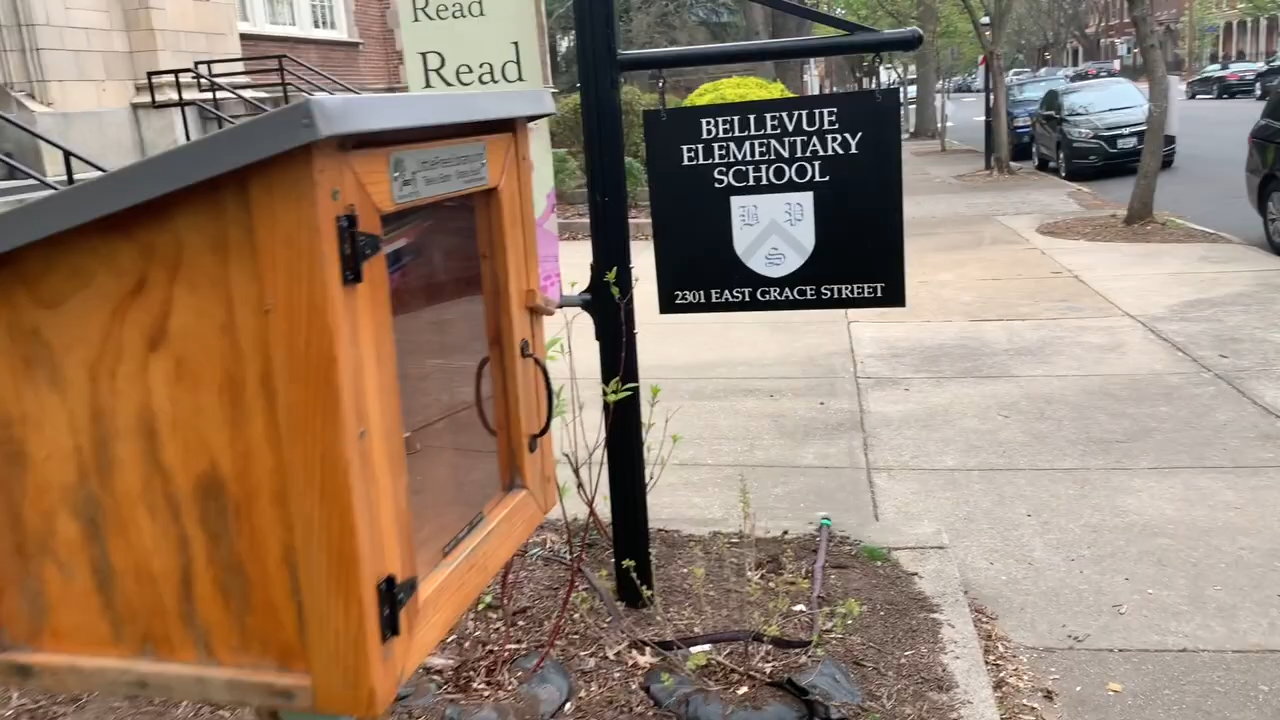 Read
Read
BELLEVUE
ELEMENTARY
SCHOOL
B P
S
2301 EAST GRACE STREET